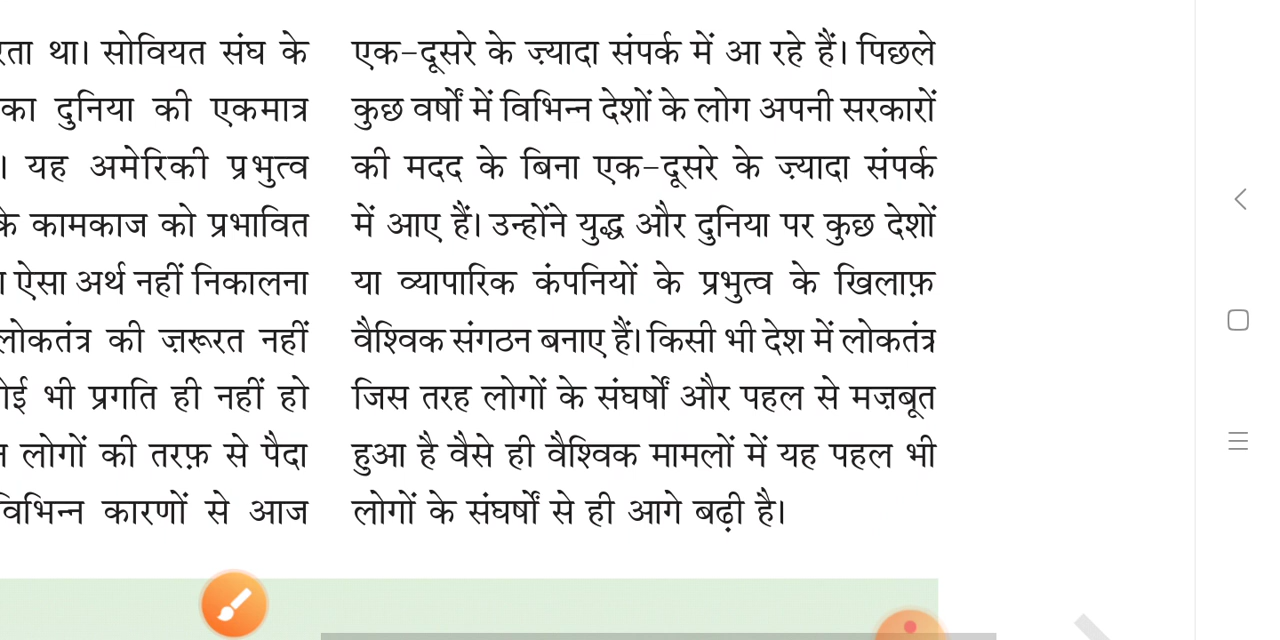 था। सोवियत संघ के
का दुनिया की एकमात्र
। यह अमेरिकी प्रभुत्व
के कामकाज को प्रभावित
ऐसा अर्थ नहीं निकालना
लोकतंत्र की ज़रूरत नहीं
भी प्रगति ही नहीं हो
लोगों की तरफ़ से पैदा
विभिन्न कारणों से आज
एक-दूसरे के ज़्यादा संपर्क में आ रहे हैं। पिछले
कुछ वर्षों में विभिन्न देशों के लोग अपनी सरकारों
की मदद के बिना एक-दूसरे के ज़्यादा संपर्क
में आए हैं। उन्होंने युद्ध और दुनिया पर कुछ देशों
या व्यापारिक कंपनियों के प्रभुत्व के खिलाफ़
वैश्विक संगठन बनाए हैं। किसी भी देश में लोकतंत्र
जिस तरह लोगों के संघर्षों और पहल से मज़बूत
हुआ है वैसे ही वैश्विक मामलों में यह पहल भी
लोगों के संघर्षों से ही आगे बढ़ी है।